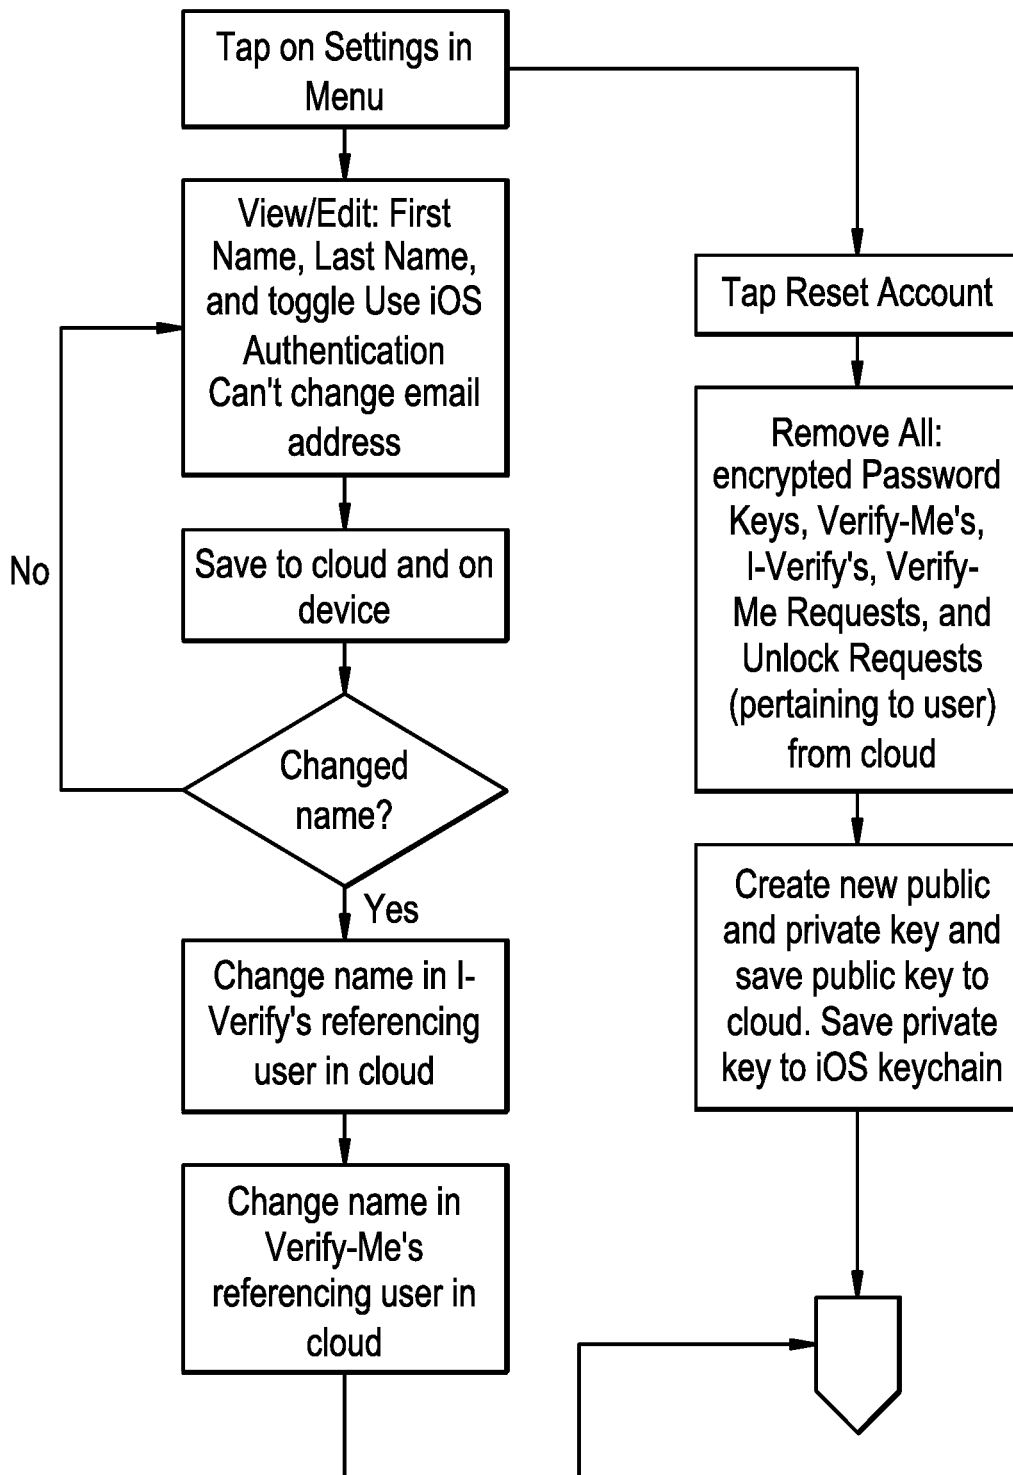 Tap on Settings in
Menu
View/Edit: First
Name, Last Name,
and toggle Use iOS
Authentication
Can't change email
address
No
Save to cloud and on
device
Changed
name?
Yes
Change name in I-
Verify's referencing
user in cloud
Change name in
Verify-Me's
referencing user in
cloud
Tap Reset Account
Remove All:
encrypted Password
Keys, Verify-Me's,
I-Verify's, Verify-
Me Requests, and
Unlock Requests
(pertaining to user)
from cloud
Create new public
and private key and
save public key to
cloud. Save private
key to iOS keychain